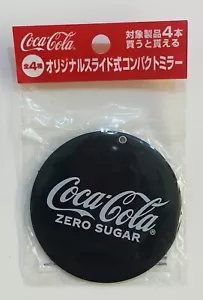 Coca-Cola
対象製品4本
買うと貰える
全4種
オリジナルスライド式コンパクトミラー
Coca-Cola®
ZERO SUGAR